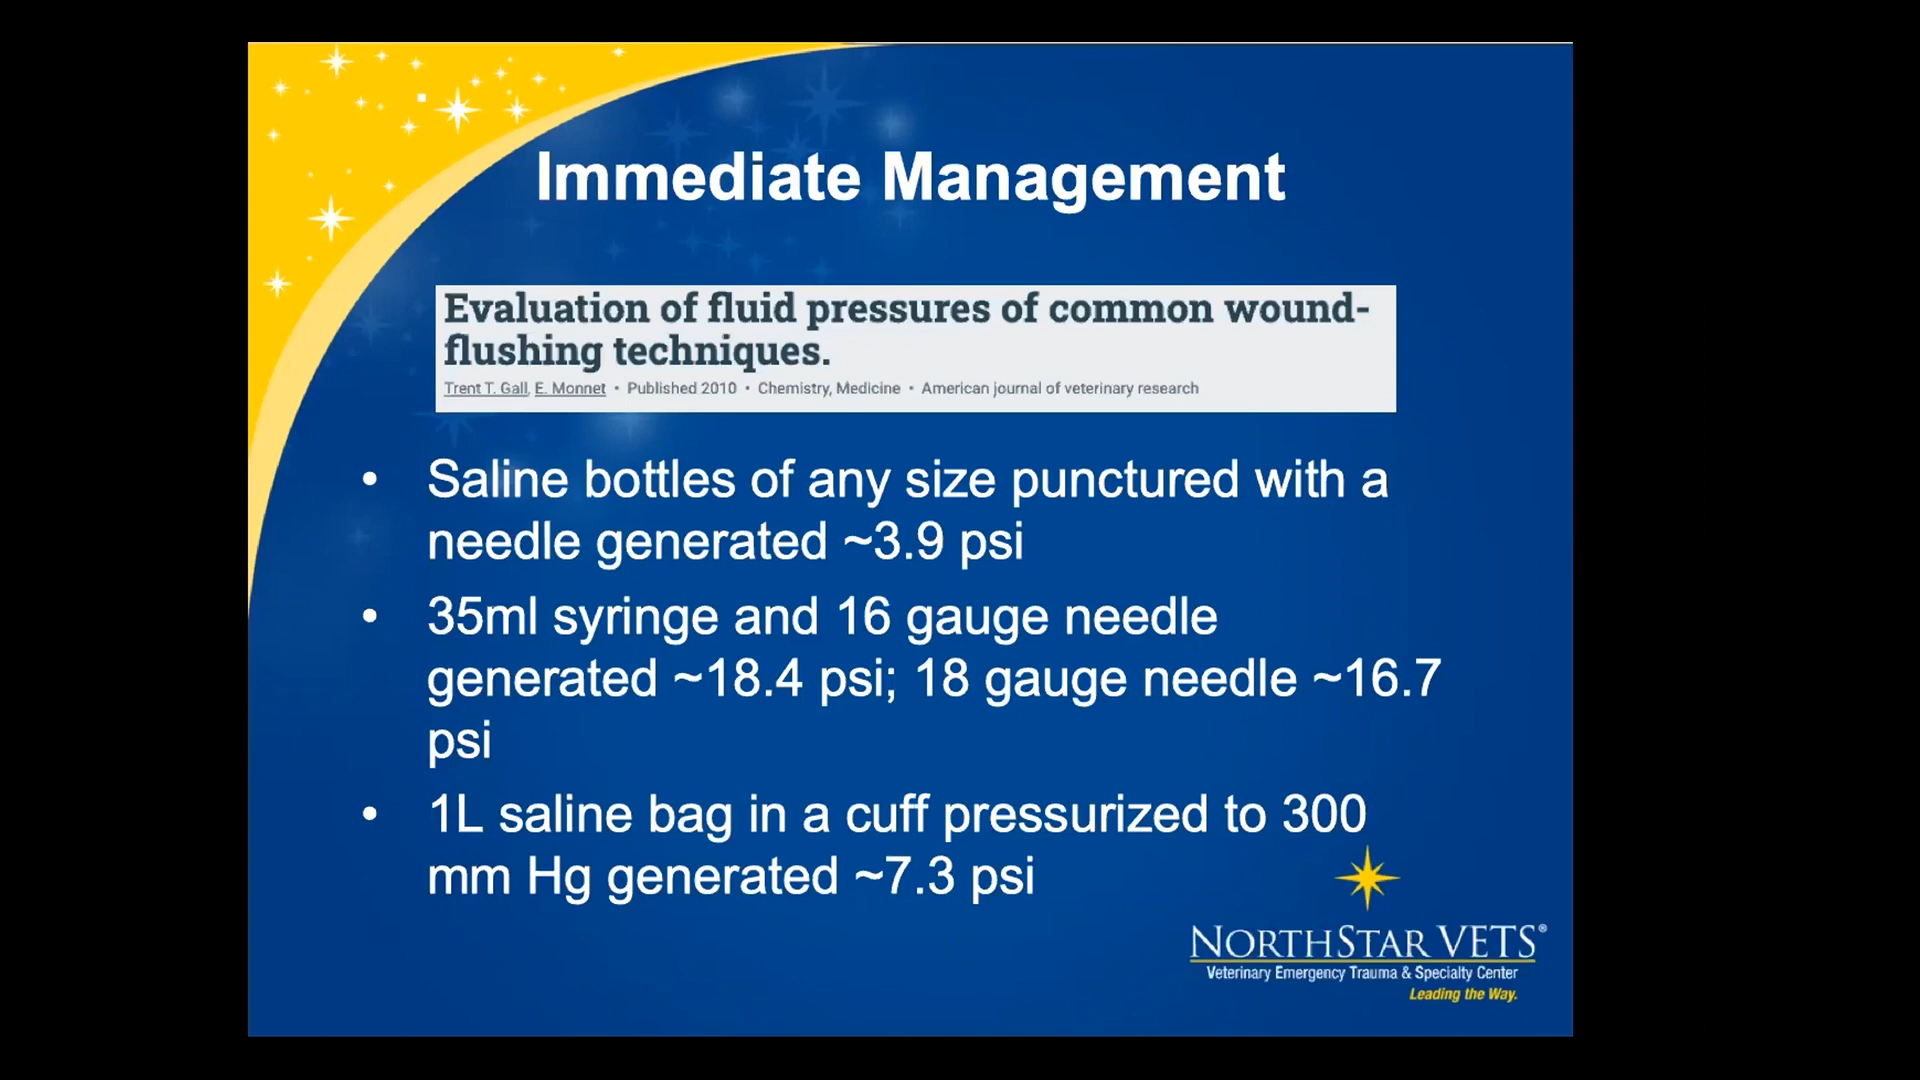 Immediate Management
Evaluation of fluid pressures of common wound-
flushing techniques.
Trent T. Gall, E. Monnet • Published 2010 • Chemistry, Medicine • American journal of veterinary research
• Saline bottles of any size punctured with a
needle generated ~3.9 psi
• 35ml syringe and 16 gauge needle
generated ~18.4 psi; 18 gauge needle ~16.7
psi
• 1L saline bag in a cuff pressurized to 300
mm Hg generated ~7.3 psi
NORTHSTAR VETS®
Veterinary Emergency Trauma & Specialty Center
Leading the Way.